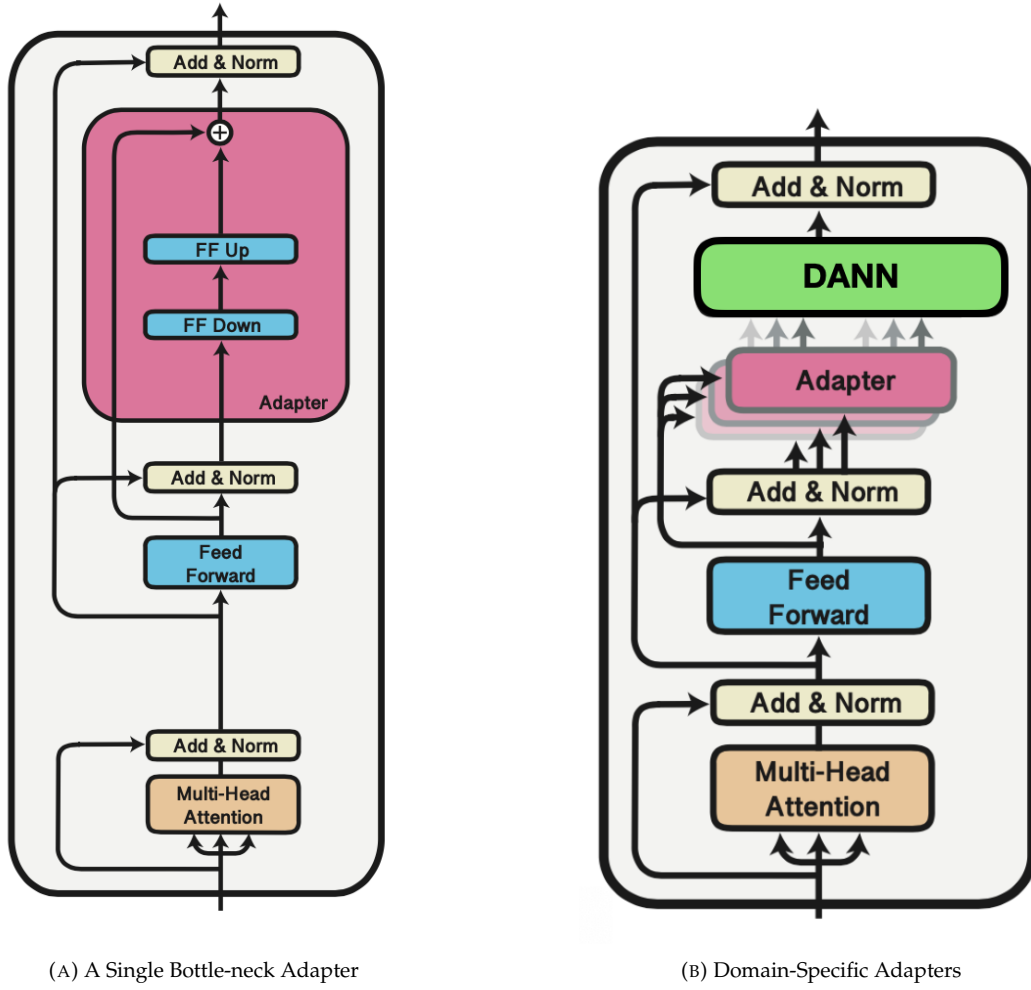 Add & Norm
FF Up
FF Down
Adapter
Add & Norm
Feed
Forward
Add & Norm
Multi-Head
Attention
(A) A Single Bottle-neck Adapter
Add & Norm
DANN
Adapter
Add & Norm
Feed
Forward
Add & Norm
Multi-Head
Attention
(B) Domain-Specific Adapters